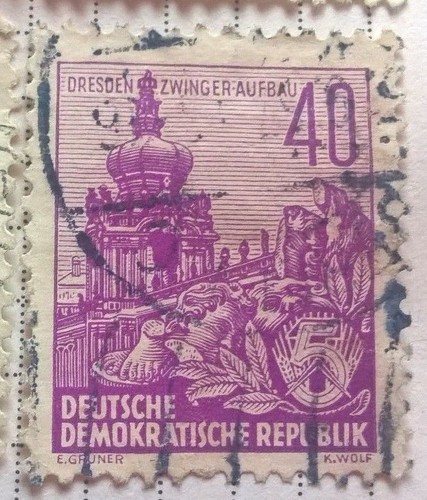 DRESDEN ZWINGER-AUFBAU
40
5
DEUTSCHE
DEMOKRATISCHE REPUBLIK
E. GRUNER K. WOLF